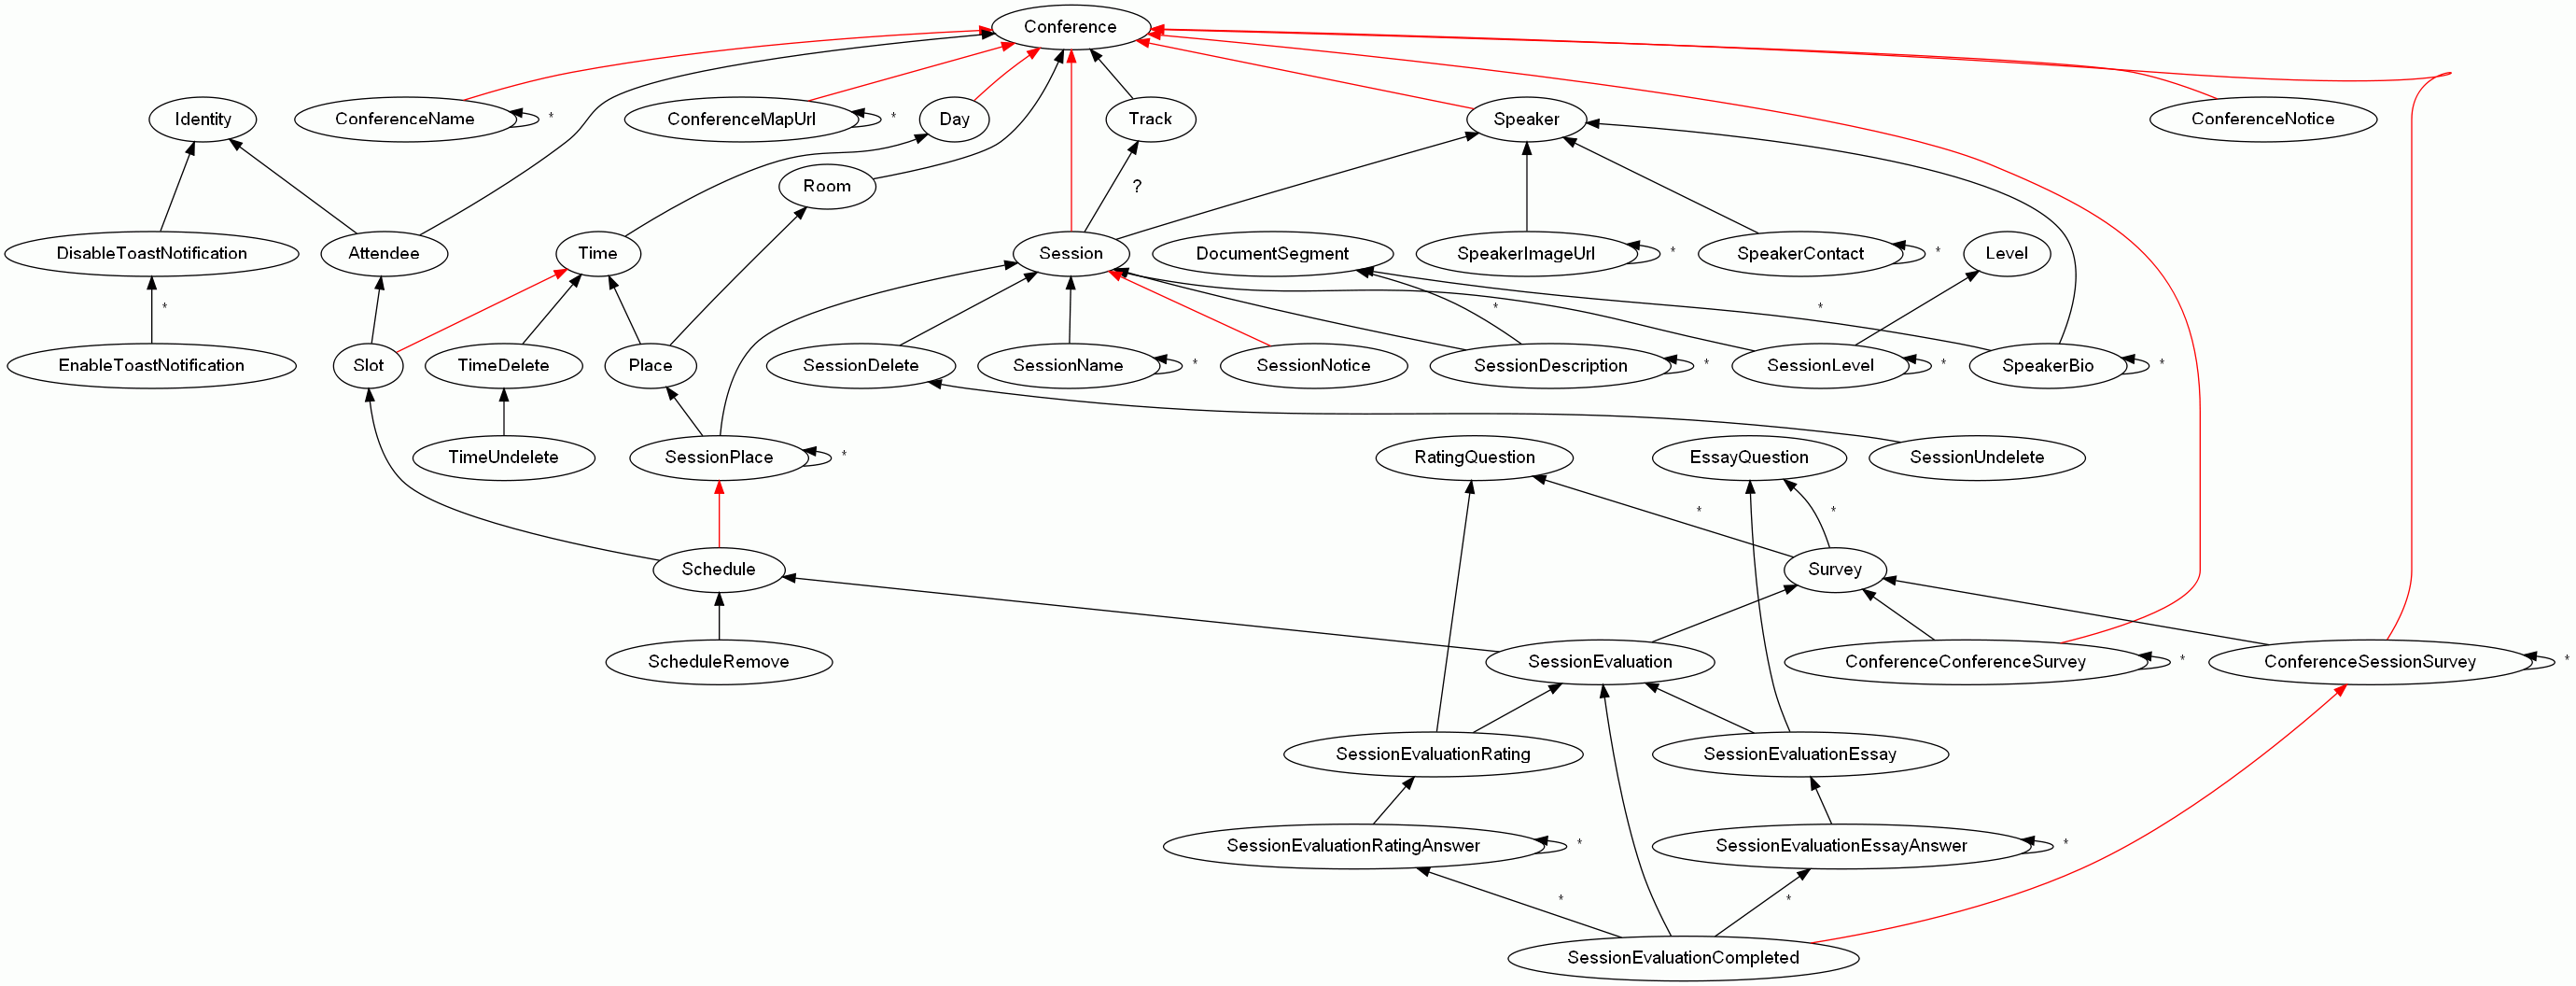 Conference
Identity
ConferenceName
*
ConferenceMapUrl
*
Day
Track
Speaker
ConferenceNotice
Room
?
DisableToastNotification
Attendee
Time
Session
DocumentSegment
SpeakerImageUrl
*
SpeakerContact
*
Level
*
*
*
EnableToastNotification
Slot
TimeDelete
Place
SessionDelete
SessionName
*
SessionNotice
SessionDescription
*
SessionLevel
*
SpeakerBio
*
TimeUndelete
SessionPlace
*
RatingQuestion
EssayQuestion
SessionUndelete
*
*
Schedule
Survey
ScheduleRemove
SessionEvaluation
ConferenceConferenceSurvey
*
ConferenceSessionSurvey
*
SessionEvaluationRating
SessionEvaluationEssay
SessionEvaluationRatingAnswer
*
SessionEvaluationEssayAnswer
*
*
*
SessionEvaluationCompleted